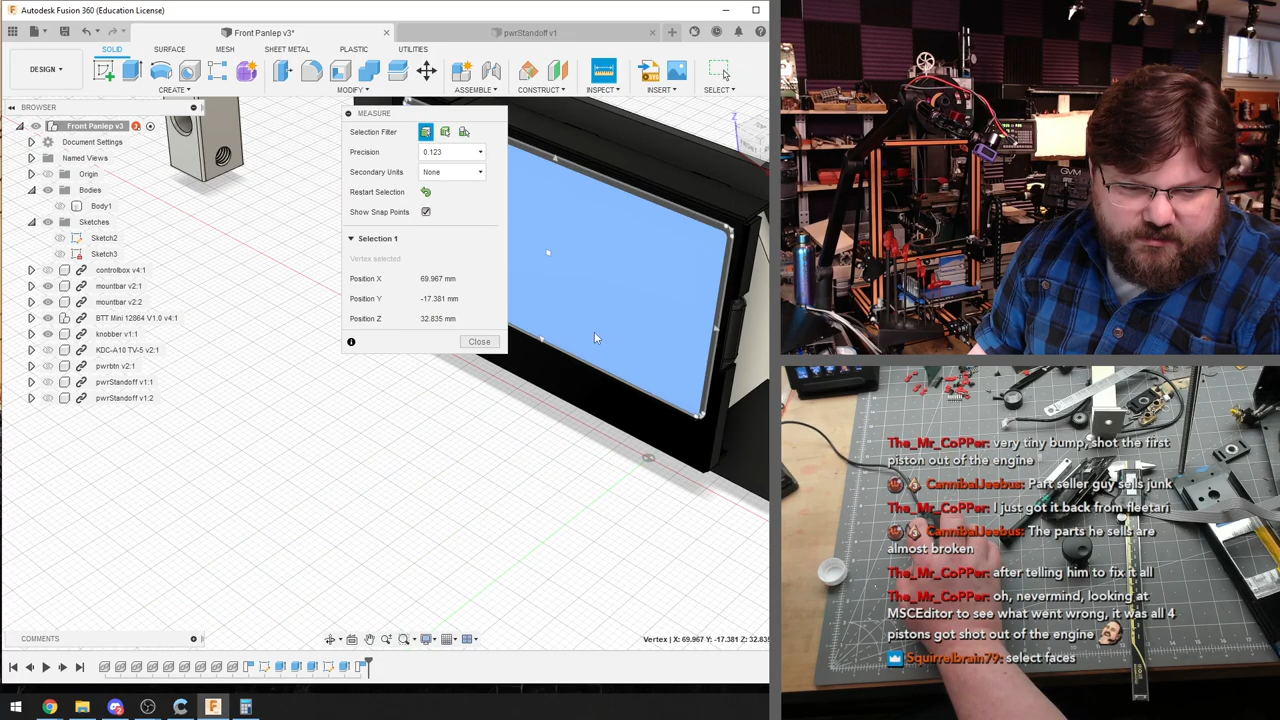 Autodesk Fusion 360 (Education License)
Front Panlep v3*
pwrStandoff v1
DESIGN
SOLID
SURFACE
MESH
SHEET METAL
PLASTIC
UTILITIES
CREATE
MODIFY
ASSEMBLE
CONSTRUCT
INSPECT
INSERT
SELECT
BROWSER
Front Panlep v3
Document Settings
Named Views
Origin
Bodies
Body1
Sketches
Sketch2
Sketch3
controlbox v4:1
mountbar v2:1
mountbar v2:2
BTT Mini 12864 V1.0 v4:1
knobber v1:1
KDC-A10 TV-5 v2:1
pwrbtn v2:1
pwrStandoff v1:1
pwrStandoff v1:2
MEASURE
Selection Filter
Precision
0.123
Secondary Units
None
Restart Selection
Show Snap Points
Selection 1
Vertex selected
Position X
69.967 mm
Position Y
-17.381 mm
Position Z
32.835 mm
Close
COMMENTS
Vertex | X: 69.967 Y: -17.381 Z: 32.835
GVM
The_Mr_CoPPer: very tiny bump, shot the first
piston out of the engine
CannibalJeebus: Part seller guy sells junk
The_Mr_CoPPer: I just got it back from fleetari
CannibalJeebus: The parts he sells are
almost broken
The_Mr_CoPPer: after telling him to fix it all
The_Mr_CoPPer: oh, nevermind, looking at
MSCEditor to see what went wrong, it was all 4
pistons got shot out of the engine
Squirrelbrain79: select faces